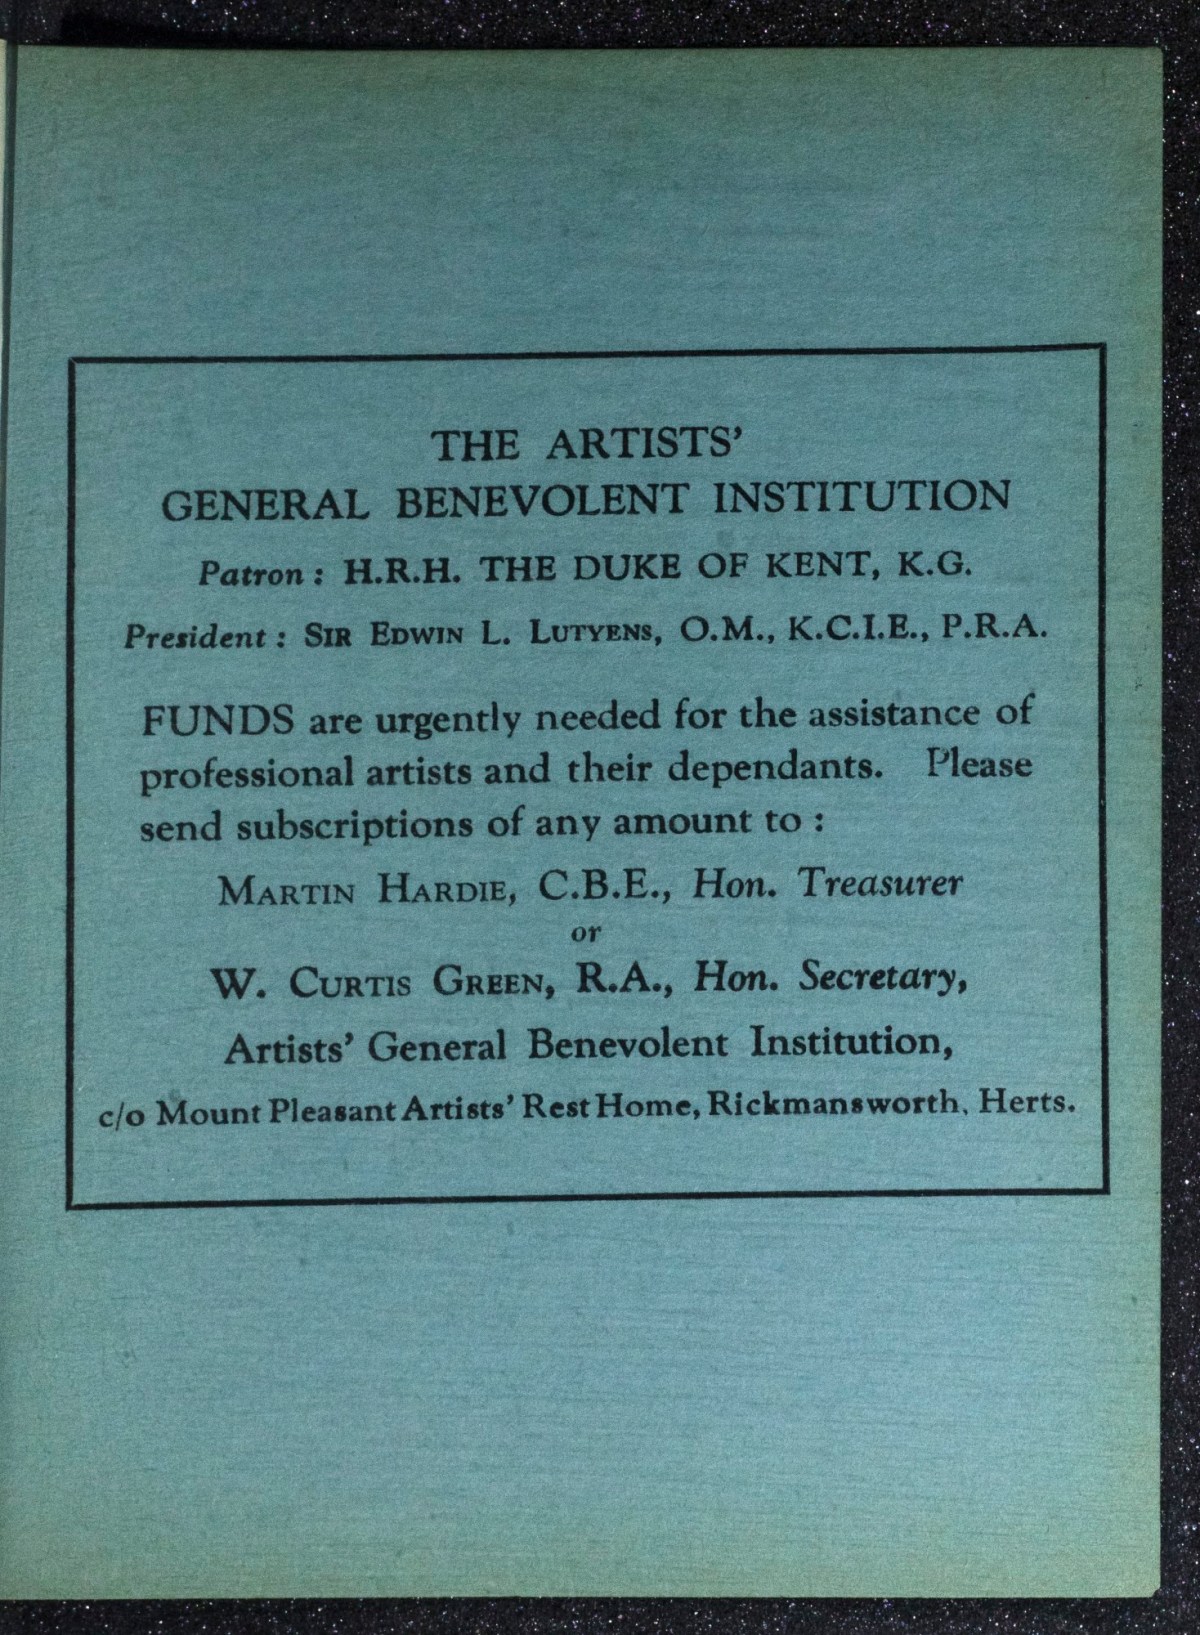 THE ARTISTS'
GENERAL BENEVOLENT INSTITUTION
Patron : H.R.H. THE DUKE OF KENT, K.G.
President : SIR EDWIN L. LUTYENS, O.M., K.C.I.E., P.R.A.
FUNDS are urgently needed for the assistance of
professional artists and their dependants. Please
send subscriptions of any amount to :
MARTIN HARDIE, C.B.E., Hon. Treasurer
or
W. CURTIS GREEN, R.A., Hon. Secretary,
Artists' General Benevolent Institution,
c/o Mount Pleasant Artists' Rest Home, Rickmansworth, Herts.